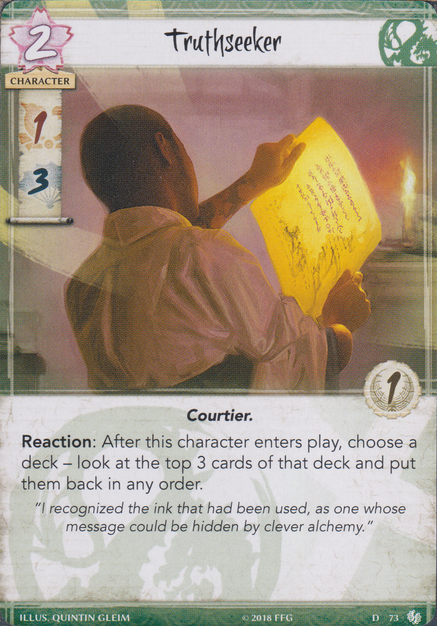 2
Truthseeker
CHARACTER
1
3
1
Courtier.
Reaction: After this character enters play, choose a
deck – look at the top 3 cards of that deck and put
them back in any order.
"I recognized the ink that had been used, as one whose
message could be hidden by clever alchemy."
ILLUS. QUINTIN GLEIM © 2018 FFG D 73